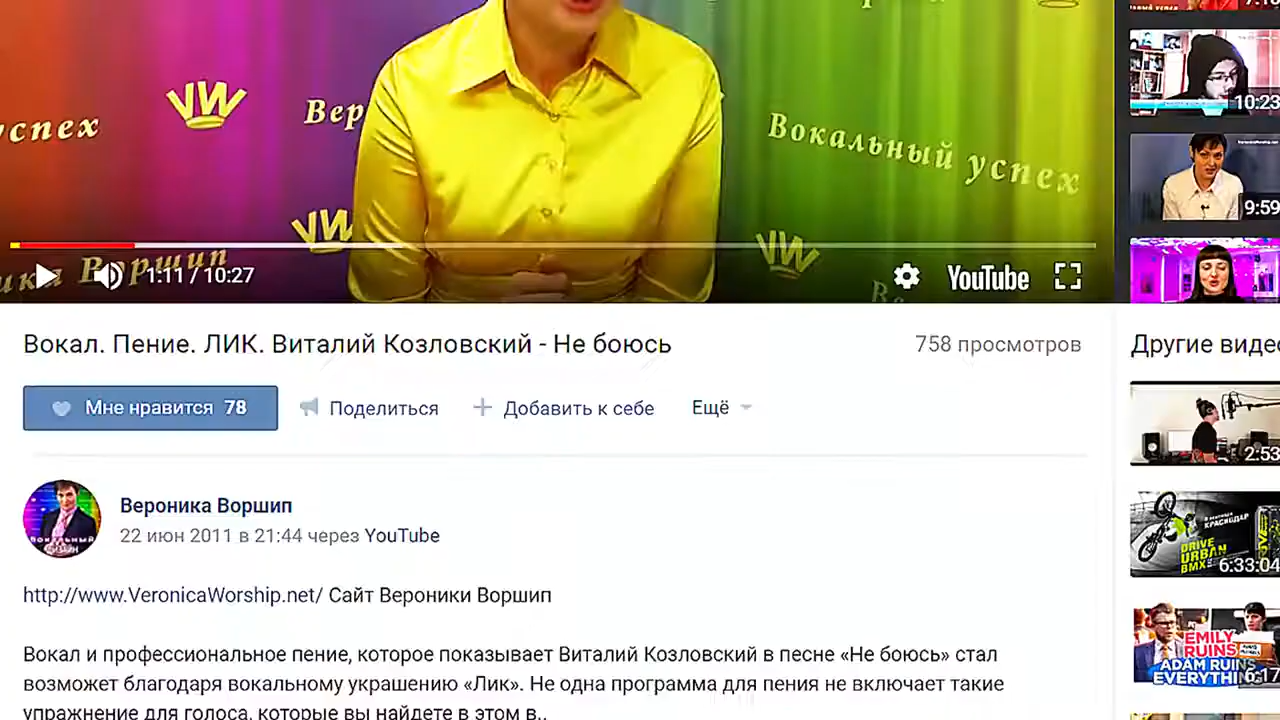 успех
VW
Вер
Вокальный успех
VW
VW
Воршип
1:11 / 10:27
YouTube
10:23
9:59
Вокал. Пение. ЛИК. Виталий Козловский - Не боюсь
758 просмотров
Другие виде
Мне нравится 78
Поделиться
Добавить к себе
Ещё
2:53
Вероника Воршип
22 июн 2011 в 21:44 через YouTube
КРАСНОДАР
DRIVE
URBAN
BMX
6:33:04
http://www.VeronicaWorship.net/ Сайт Вероники Воршип
EMILY
RUINS
ADAM RUINS
EVERYTHING
6:17
Вокал и профессиональное пение, которое показывает Виталий Козловский в песне «Не боюсь» стал
возможет благодаря вокальному украшению «Лик». Не одна программа для пения не включает такие
упражнение для голоса, которые вы найдете в этом в..